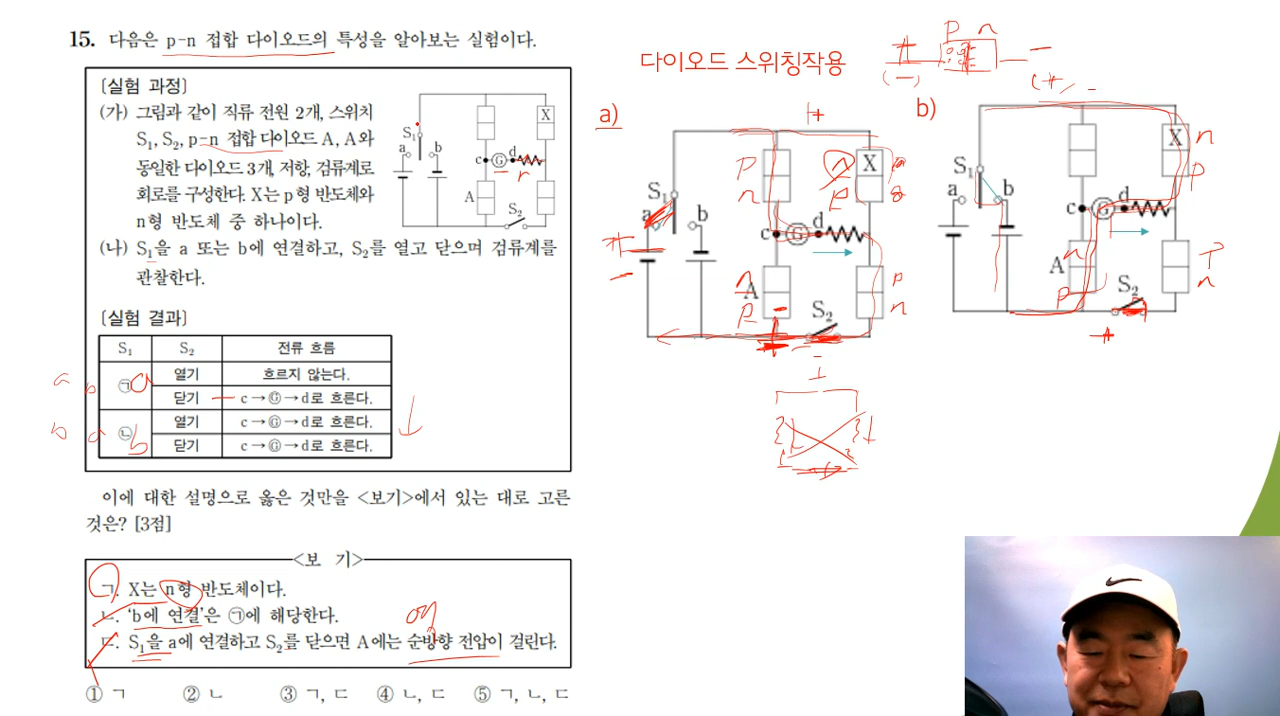 15. 다음은 p-n 접합 다이오드의 특성을 알아보는 실험이다.
[실험 과정]
(가) 그림과 같이 직류 전원 2개, 스위치
S₁, S₂, p-n 접합 다이오드 A, A와
동일한 다이오드 3개, 저항, 검류계로
회로를 구성한다. X는 p형 반도체와
n형 반도체 중 하나이다.
X
S₁
a b
c G d
r
A
S₂
(나) S₁을 a 또는 b에 연결하고, S₂를 열고 닫으며 검류계를
관찰한다.
[실험 결과]
S₁ S₂ 전류 흐름
㉠ a 열기 흐르지 않는다.
닫기 c → Ⓖ → d로 흐른다.
㉡ b 열기 c → Ⓖ → d로 흐른다.
닫기 c → Ⓖ → d로 흐른다.
a b
b a
이에 대한 설명으로 옳은 것만을 <보기>에서 있는 대로 고른
것은? [3점]
<보 기>
ㄱ. X는 n형 반도체이다.
ㄴ. 'b에 연결'은 ㉠에 해당한다.
역
ㄷ. S₁을 a에 연결하고 S₂를 닫으면 A에는 순방향 전압이 걸린다.
① ㄱ ② ㄴ ③ ㄱ, ㄷ ④ ㄴ, ㄷ ⑤ ㄱ, ㄴ, ㄷ
다이오드 스위칭작용
p n
+ −
(−) (+)
a)
+
p n X
n p
S₁
a b
c G d
+
−
n A p
p n
S₂
b)
X n
p
S₁
a b
c G d
n p
A n
p
S₂
+